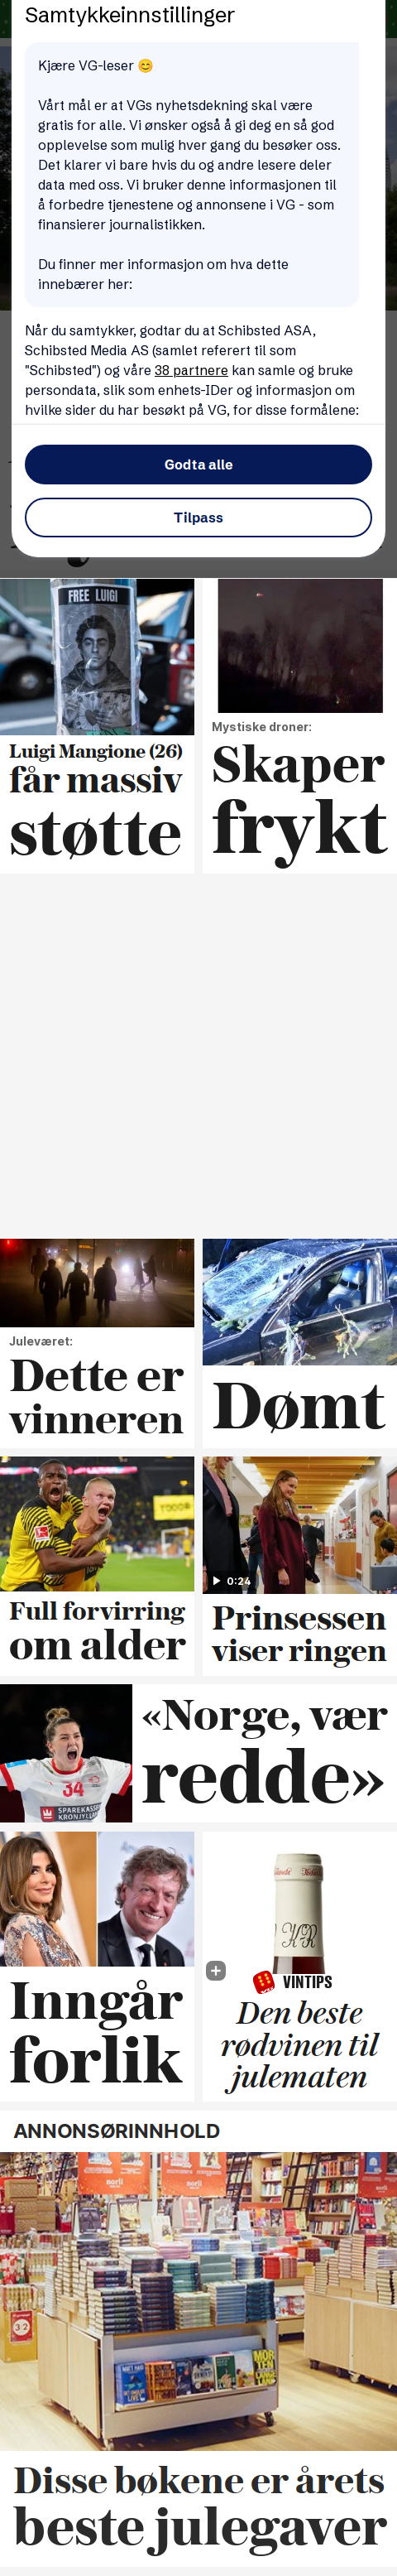 Samtykkeinnstillinger
Kjære VG-leser 😊
Vårt mål er at VGs nyhetsdekning skal være
gratis for alle. Vi ønsker også å gi deg en så god
opplevelse som mulig hver gang du besøker oss.
Det klarer vi bare hvis du og andre lesere deler
data med oss. Vi bruker denne informasjonen til
å forbedre tjenestene og annonsene i VG - som
finansierer journalistikken.
Du finner mer informasjon om hva dette
innebærer her:
Når du samtykker, godtar du at Schibsted ASA,
Schibsted Media AS (samlet referert til som
"Schibsted") og våre 38 partnere kan samle og bruke
persondata, slik som enhets-IDer og informasjon om
hvilke sider du har besøkt på VG, for disse formålene:
Godta alle
Tilpass
FREE LUIGI
Luigi Mangione (26)
får massiv
støtte
Mystiske droner:
Skaper
frykt
Juleværet:
Dette er
vinneren
Dømt
Full forvirring
om alder
0:24
Prinsessen
viser ringen
34
SPAREKASSEN
KRONJYLLAND
«Norge, vær
redde»
Inngår
forlik
VINTIPS
Den beste
rødvinen til
julematen
ANNONSØRINNHOLD
norli
norli
3 2
Disse bøkene er årets
beste julegaver